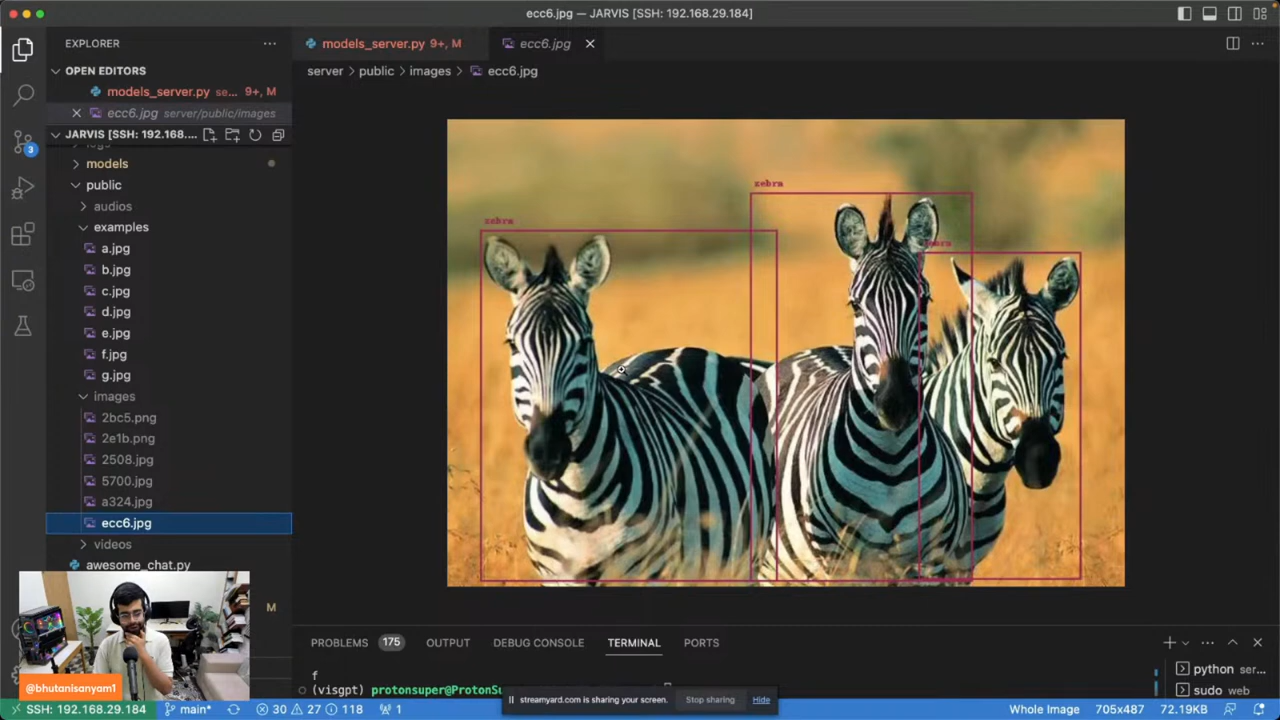 ecc6.jpg — JARVIS [SSH: 192.168.29.184]
EXPLORER
models_server.py 9+, M
ecc6.jpg
OPEN EDITORS
models_server.py se... 9+, M
ecc6.jpg server/public/images
server > public > images > ecc6.jpg
JARVIS [SSH: 192.168....
models
public
audios
examples
a.jpg
b.jpg
c.jpg
d.jpg
e.jpg
f.jpg
g.jpg
images
2bc5.png
2e1b.png
2508.jpg
5700.jpg
a324.jpg
ecc6.jpg
videos
awesome_chat.py
M
3
zebra
zebra
PROBLEMS 175 OUTPUT DEBUG CONSOLE TERMINAL PORTS
f
(visgpt) protonsuper@ProtonSu
python ser...
sudo web
streamyard.com is sharing your screen. Stop sharing Hide
@bhutanisanyam1
SSH: 192.168.29.184 main* 30 27 118 1 Whole Image 705x487 72.19KB